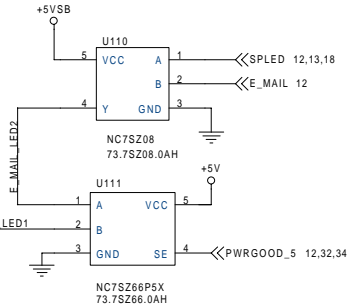 +5VSB
U110
5 VCC A 1 SPLED 12,13,18
B 2 E_MAIL 12
4 Y GND 3
NC7SZ08
73.7SZ08.0AH
E_MAIL_LED2
U111
+5V
1 A VCC 5
LED1 2 B
3 GND SE 4 PWRGOOD_5 12,32,34
NC7SZ66P5X
73.7SZ66.0AH